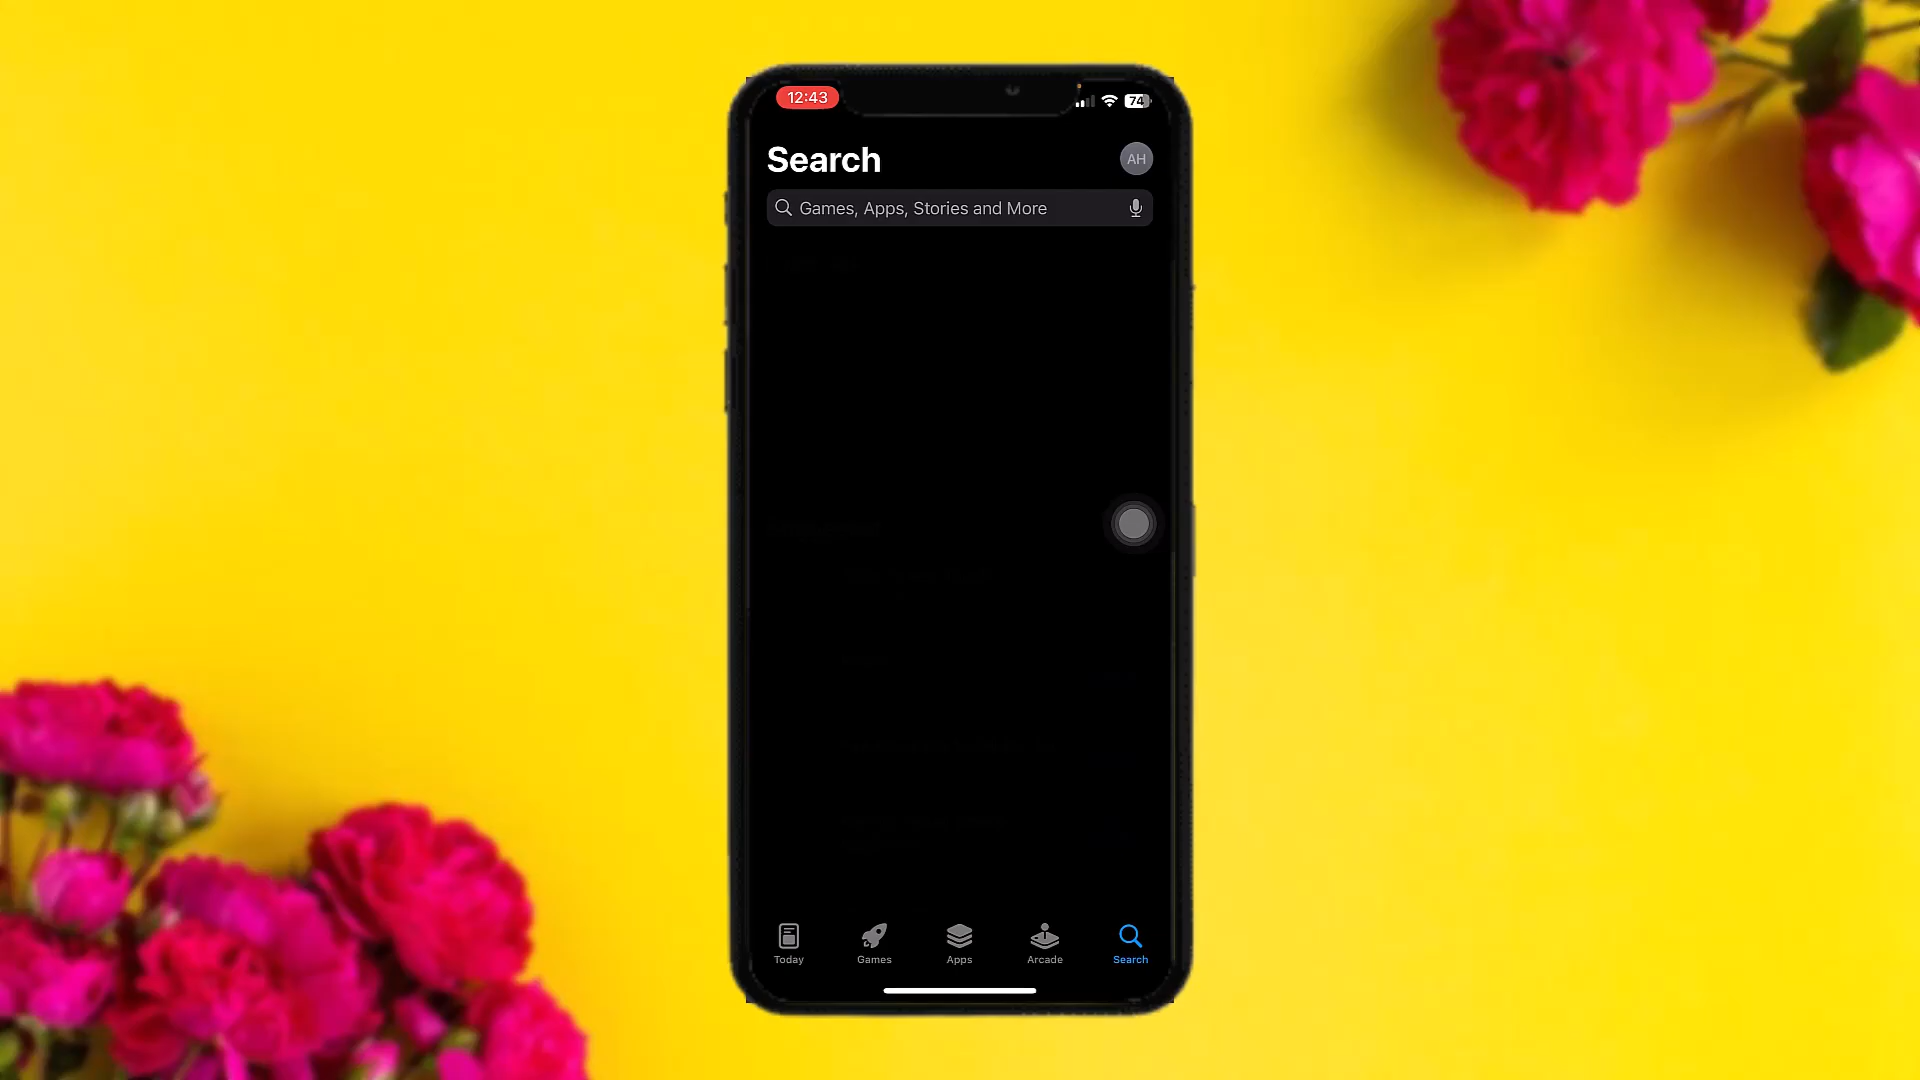 12:43
74
Search
AH
Games, Apps, Stories and More
Today
Games
Apps
Arcade
Search